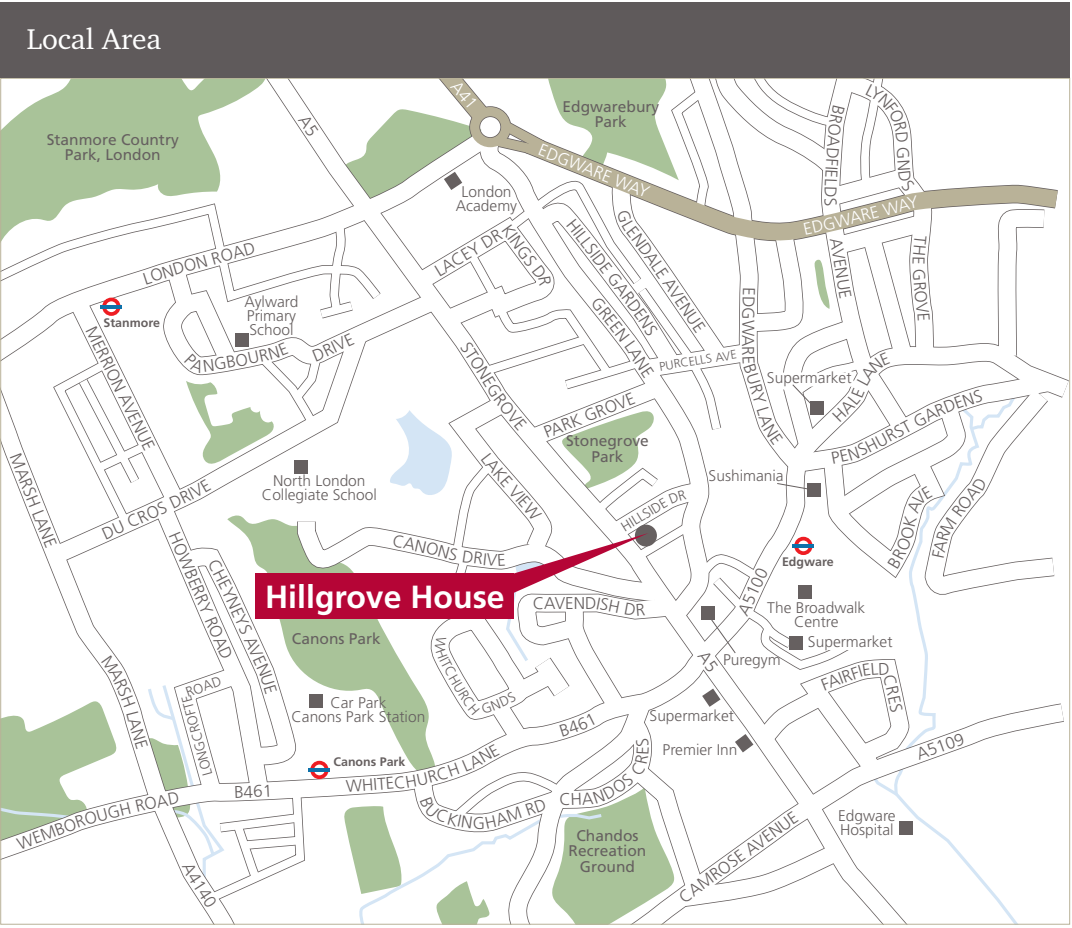 Local Area
A41
Edgwarebury
Park
LYNFORD GNDS
BROADFIELDS
AVENUE
Stanmore Country
Park, London
A5
EDGWARE WAY
London
Academy
EDGWARE WAY
LACEY DR
KINGS DR
HILLSIDE GARDENS
GLENDALE AVENUE
THE GROVE
LONDON ROAD
Stanmore
Aylward
Primary
School
PANGBOURNE
DRIVE
MERRION AVENUE
STONEGROVE
GREEN LANE
PURCELLS AVE
EDGWAREBURY LANE
Supermarket
HALE LANE
PARK GROVE
Stonegrove
Park
PENSHURST GARDENS
MARSH LANE
North London
Collegiate School
LAKE VIEW
Sushimania
DU CROS DRIVE
HILLSIDE DR
BROOK AVE
FARM ROAD
HOWBERRY ROAD
CHEYNEYS AVENUE
CANONS DRIVE
Edgware
A5100
Hillgrove House
CAVENDISH DR
The Broadwalk
Centre
Canons Park
WHITCHURCH
GNDS
Supermarket
Puregym
A5
MARSH LANE
LONGCROFTE
ROAD
Car Park
Canons Park Station
FAIRFIELD
CRES
Supermarket
B461
Premier Inn
A5109
Canons Park
WHITECHURCH LANE
B461
WEMBOROUGH ROAD
BUCKINGHAM RD
CHANDOS CRES
Edgware
Hospital
Chandos
Recreation
Ground
CAMROSE AVENUE
A4140